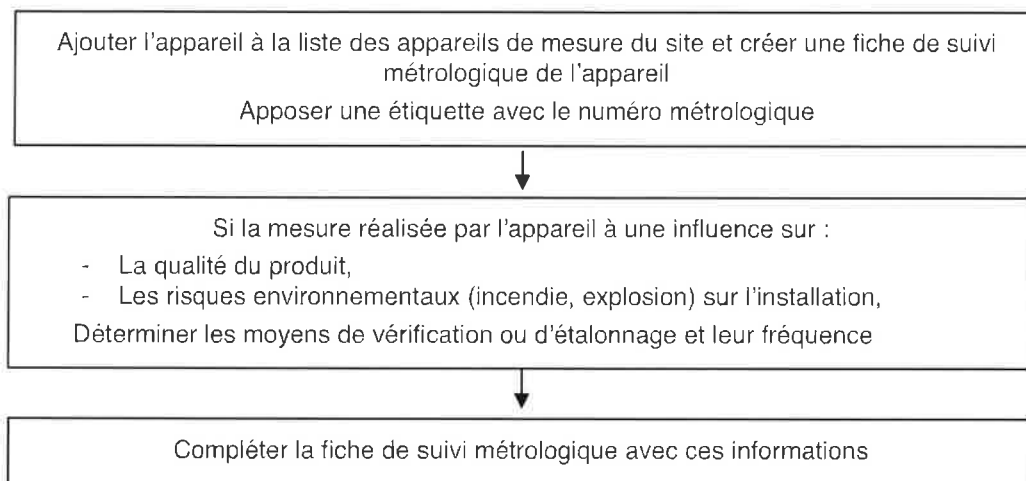 Ajouter l'appareil à la liste des appareils de mesure du site et créer une fiche de suivi
métrologique de l'appareil
Apposer une étiquette avec le numéro métrologique
Si la mesure réalisée par l'appareil à une influence sur :
- La qualité du produit,
- Les risques environnementaux (incendie, explosion) sur l'installation,
Déterminer les moyens de vérification ou d'étalonnage et leur fréquence
Compléter la fiche de suivi métrologique avec ces informations